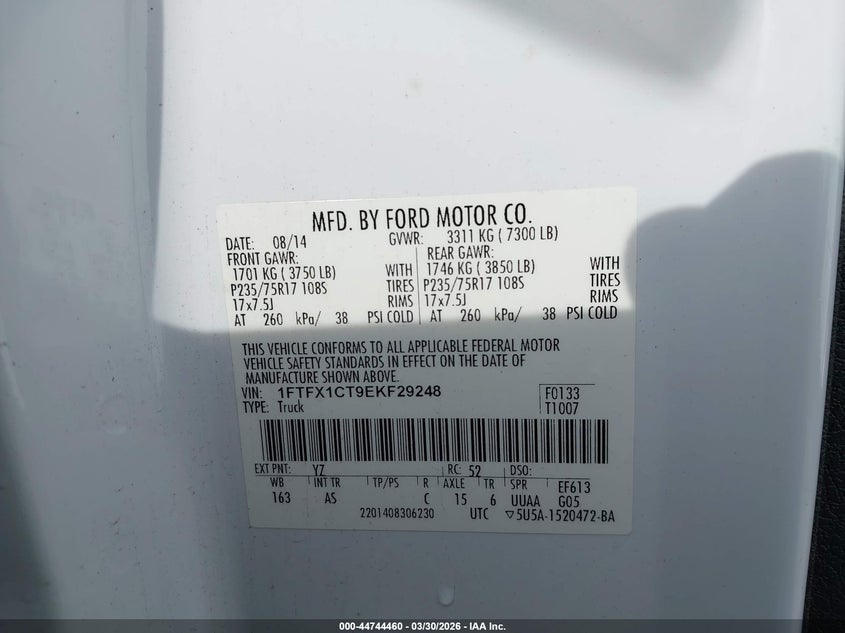 MFD. BY FORD MOTOR CO.
DATE: 08/14 GVWR: 3311 KG ( 7300 LB)
FRONT GAWR: REAR GAWR:
1701 KG ( 3750 LB) WITH 1746 KG ( 3850 LB) WITH
P235/75R17 108S TIRES P235/75R17 108S TIRES
17x7.5J RIMS 17x7.5J RIMS
AT 260 kPa/ 38 PSI COLD AT 260 kPa/ 38 PSI COLD
THIS VEHICLE CONFORMS TO ALL APPLICABLE FEDERAL MOTOR
VEHICLE SAFETY STANDARDS IN EFFECT ON THE DATE OF
MANUFACTURE SHOWN ABOVE.
VIN: 1FTFX1CT9EKF29248 F0133
TYPE: Truck T1007
EXT PNT: YZ RC: 52 DSO:
WB INT TR TP/PS R AXLE TR SPR EF613
163 AS C 15 6 UUAA G05
2201408306230 UTC ▽5U5A-1520472-BA
000-44744460 - 03/30/2026 - IAA Inc.